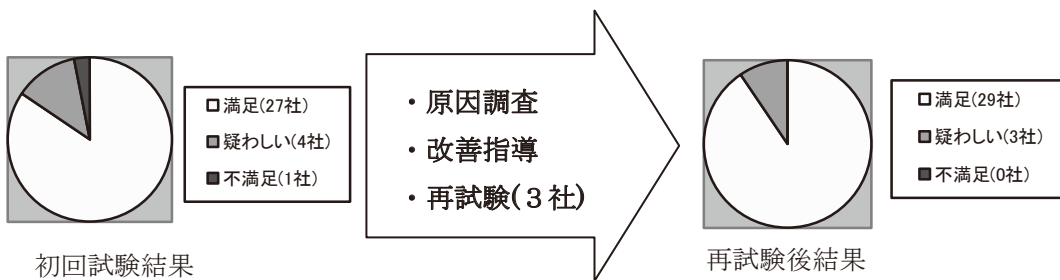 満足(27社)
疑わしい(4社)
不満足(1社)
初回試験結果
・原因調査
・改善指導
・再試験(3社)
満足(29社)
疑わしい(3社)
不満足(0社)
再試験後結果